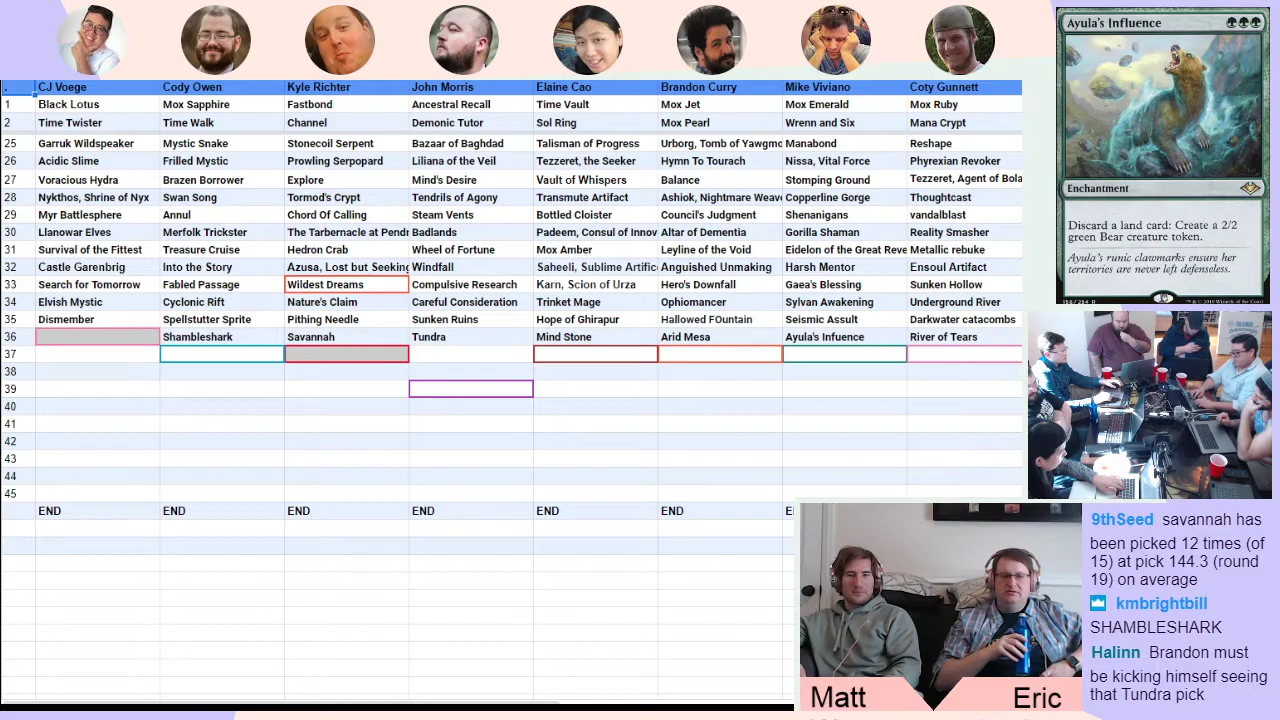 . CJ Voege Cody Owen Kyle Richter John Morris Elaine Cao Brandon Curry Mike Viviano Coty Gunnett
1 Black Lotus Mox Sapphire Fastbond Ancestral Recall Time Vault Mox Jet Mox Emerald Mox Ruby
2 Time Twister Time Walk Channel Demonic Tutor Sol Ring Mox Pearl Wrenn and Six Mana Crypt
25 Garruk Wildspeaker Mystic Snake Stonecoil Serpent Bazaar of Baghdad Talisman of Progress Urborg, Tomb of Yawgmo Manabond Reshape
26 Acidic Slime Frilled Mystic Prowling Serpopard Liliana of the Veil Tezzeret, the Seeker Hymn To Tourach Nissa, Vital Force Phyrexian Revoker
27 Voracious Hydra Brazen Borrower Explore Mind's Desire Vault of Whispers Balance Stomping Ground Tezzeret, Agent of Bola
28 Nykthos, Shrine of Nyx Swan Song Tormod's Crypt Tendrils of Agony Transmute Artifact Ashiok, Nightmare Weav Copperline Gorge Thoughtcast
29 Myr Battlesphere Annul Chord Of Calling Steam Vents Bottled Cloister Council's Judgment Shenanigans vandalblast
30 Llanowar Elves Merfolk Trickster The Tarbernacle at Pendr Badlands Padeem, Consul of Innov Altar of Dementia Gorilla Shaman Reality Smasher
31 Survival of the Fittest Treasure Cruise Hedron Crab Wheel of Fortune Mox Amber Leyline of the Void Eidelon of the Great Reve Metallic rebuke
32 Castle Garenbrig Into the Story Azusa, Lost but Seeking Windfall Saheeli, Sublime Artific Anguished Unmaking Harsh Mentor Ensoul Artifact
33 Search for Tomorrow Fabled Passage Wildest Dreams Compulsive Research Karn, Scion of Urza Hero's Downfall Gaea's Blessing Sunken Hollow
34 Elvish Mystic Cyclonic Rift Nature's Claim Careful Consideration Trinket Mage Ophiomancer Sylvan Awakening Underground River
35 Dismember Spellstutter Sprite Pithing Needle Sunken Ruins Hope of Ghirapur Hallowed FOuntain Seismic Assult Darkwater catacombs
36 Shambleshark Savannah Tundra Mind Stone Arid Mesa Ayula's Infuence River of Tears
37
38
39
40
41
42
43
44
45
END END END END END END E
Ayula's Influence
Enchantment
Discard a land card: Create a 2/2
green Bear creature token.
Ayula's runic clawmarks ensure her
territories are never left defenseless.
9thSeed savannah has
been picked 12 times (of
15) at pick 144.3 (round
19) on average
kmbrightbill
SHAMBLESHARK
Halinn Brandon must
be kicking himself seeing
that Tundra pick
Matt Eric